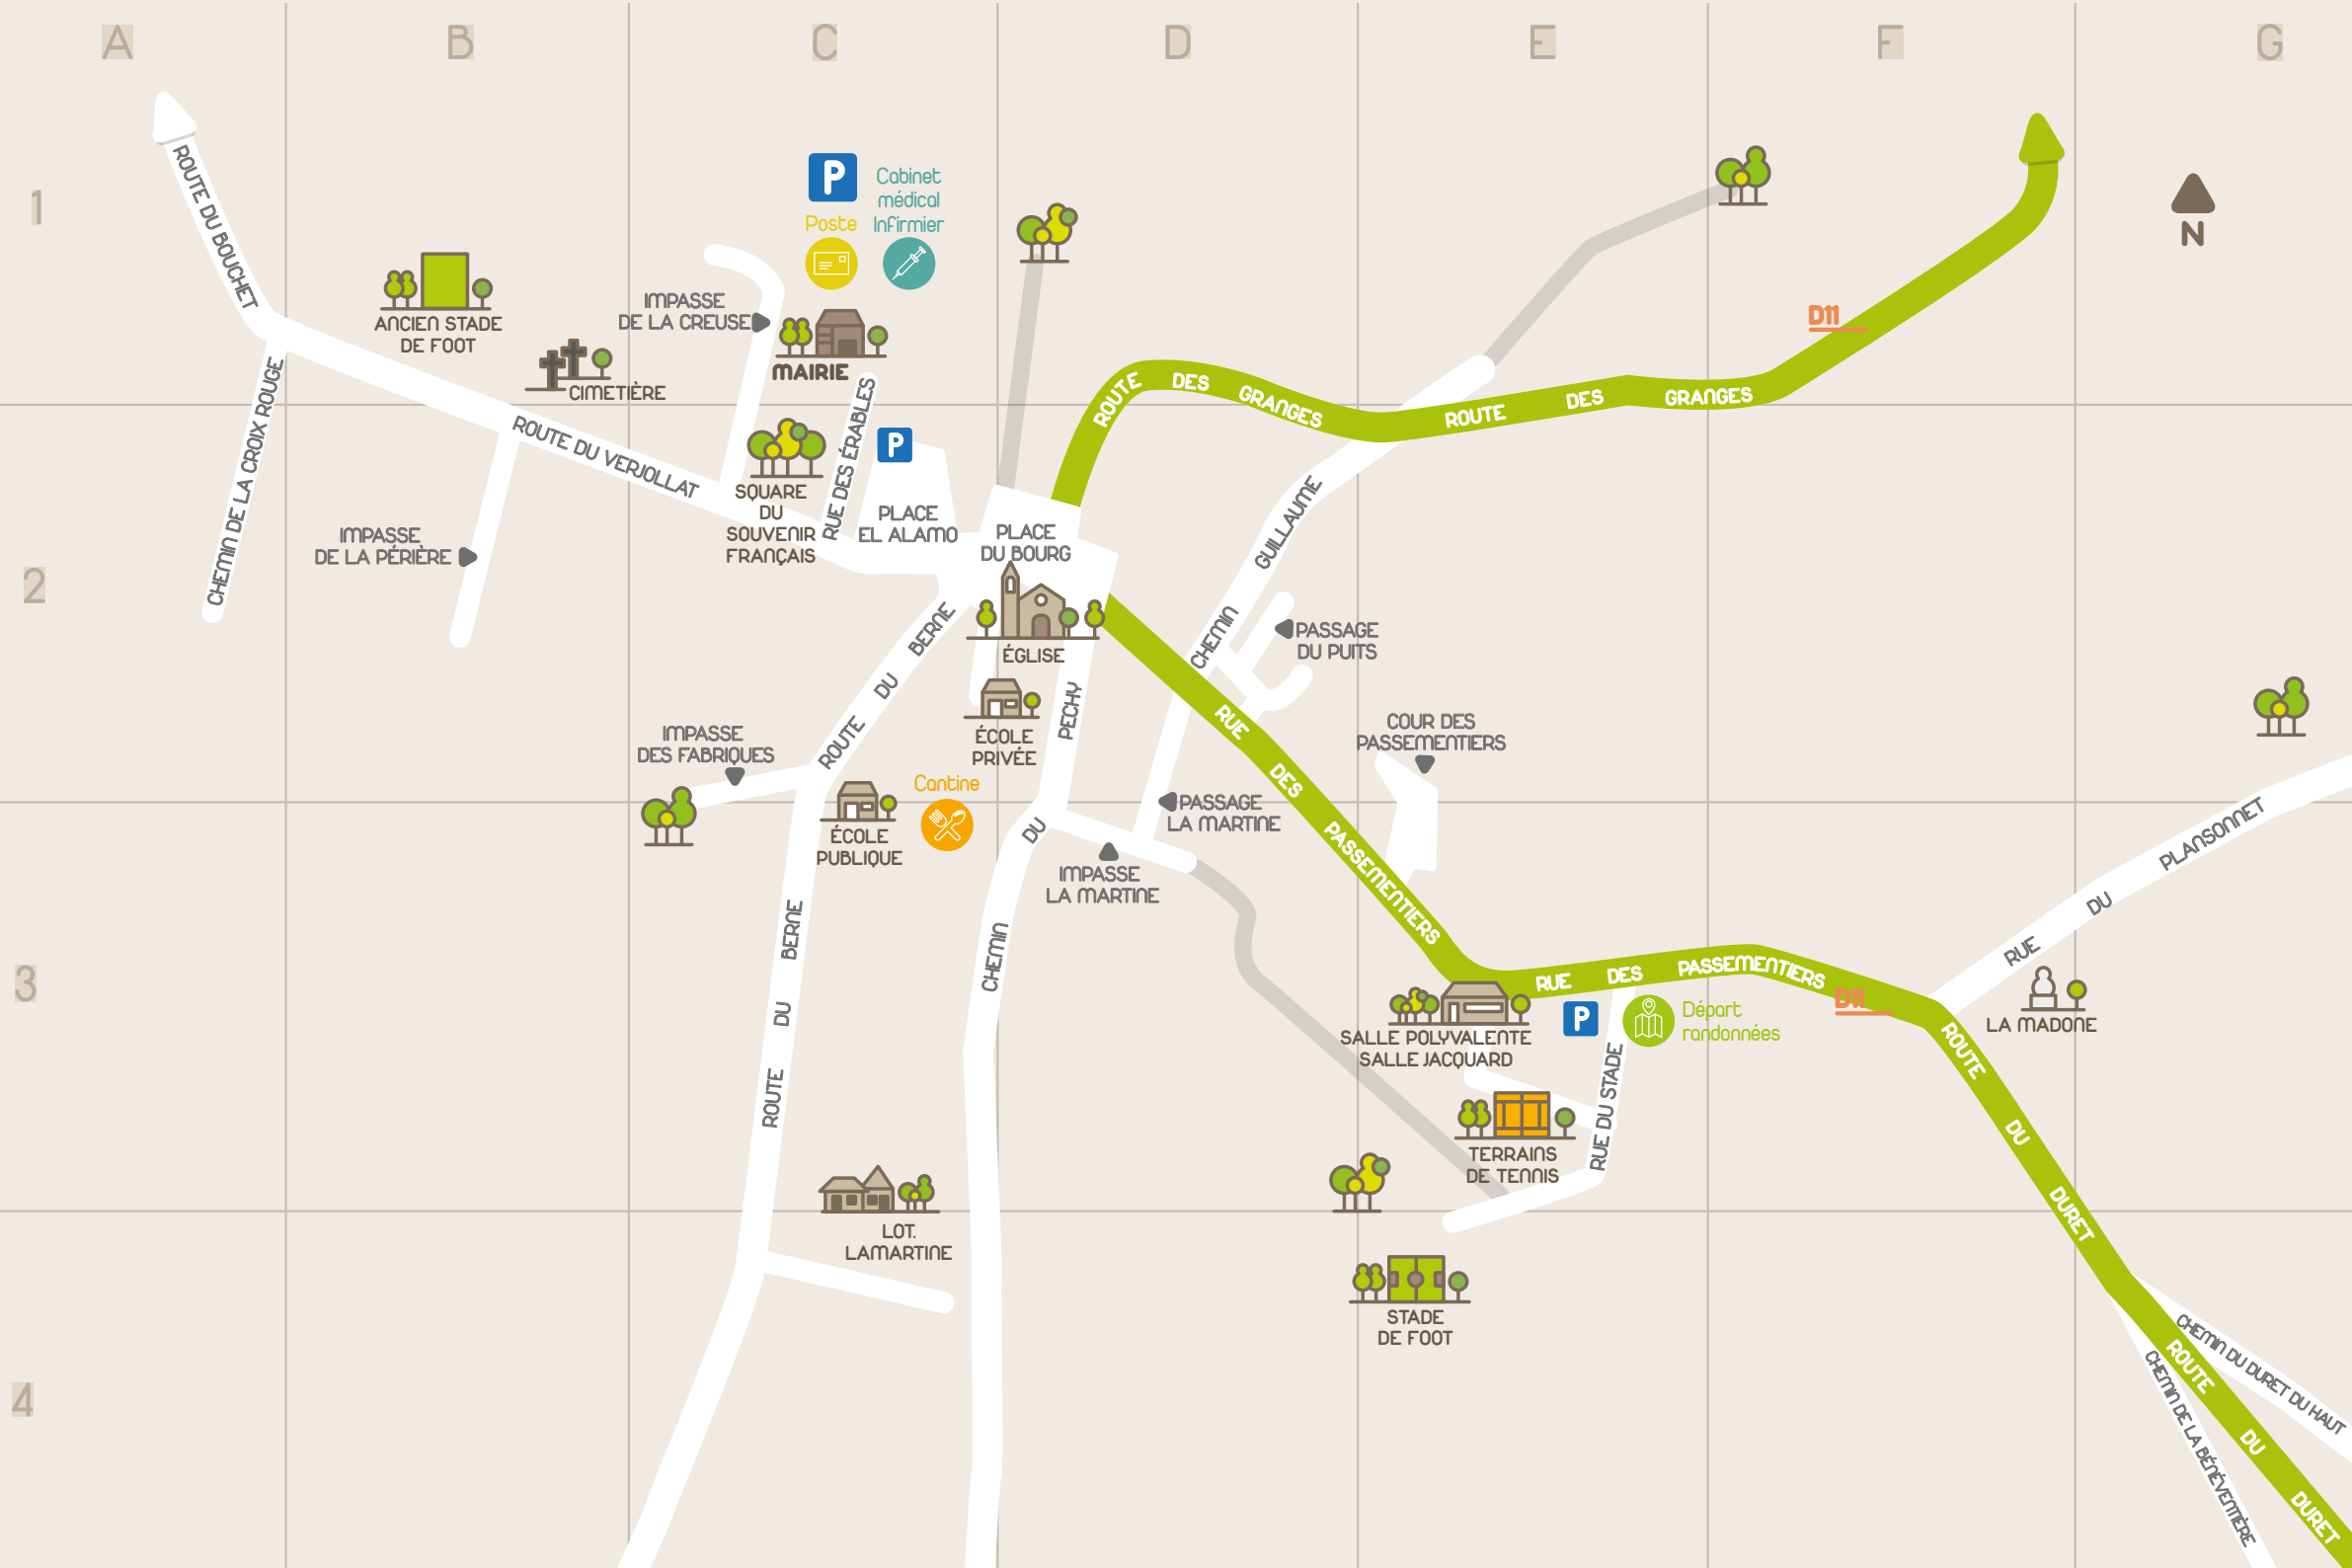 A
B
C
D
E
F
G
1
2
3
4
N
ROUTE DU BOUCHET
ANCIEN STADE
DE FOOT
CIMETIÈRE
CHEMIN DE LA CROIX ROUGE
ROUTE DU VERJOLLAT
IMPASSE
DE LA PÉRIÈRE
IMPASSE
DE LA CREUSE
P
Poste
Cabinet
médical
Infirmier
MAIRIE
RUE DES ÉRABLES
SQUARE
DU
SOUVENIR
FRANÇAIS
P
PLACE
EL ALAMO
PLACE
DU BOURG
ÉGLISE
ÉCOLE
PRIVÉE
ROUTE DES GRANGES
ROUTE DES GRANGES
D11
CHEMIN GUILLAUME
PASSAGE
DU PUITS
COUR DES
PASSEMENTIERS
ROUTE DU BERNE
IMPASSE
DES FABRIQUES
ÉCOLE
PUBLIQUE
Cantine
CHEMIN DU PECHY
PASSAGE
LA MARTINE
IMPASSE
LA MARTINE
RUE DES PASSEMENTIERS
RUE DES PASSEMENTIERS
D11
ROUTE DU BERNE
RUE DU PLANSONNET
LA MADONE
SALLE POLYVALENTE
SALLE JACQUARD
P
Départ
randonnées
RUE DU STADE
TERRAINS
DE TENNIS
LOT.
LAMARTINE
STADE
DE FOOT
ROUTE DU DURET
ROUTE DU DURET
CHEMIN DU DURET DU HAUT
CHEMIN DE LA BÉNÉVENTIÈRE